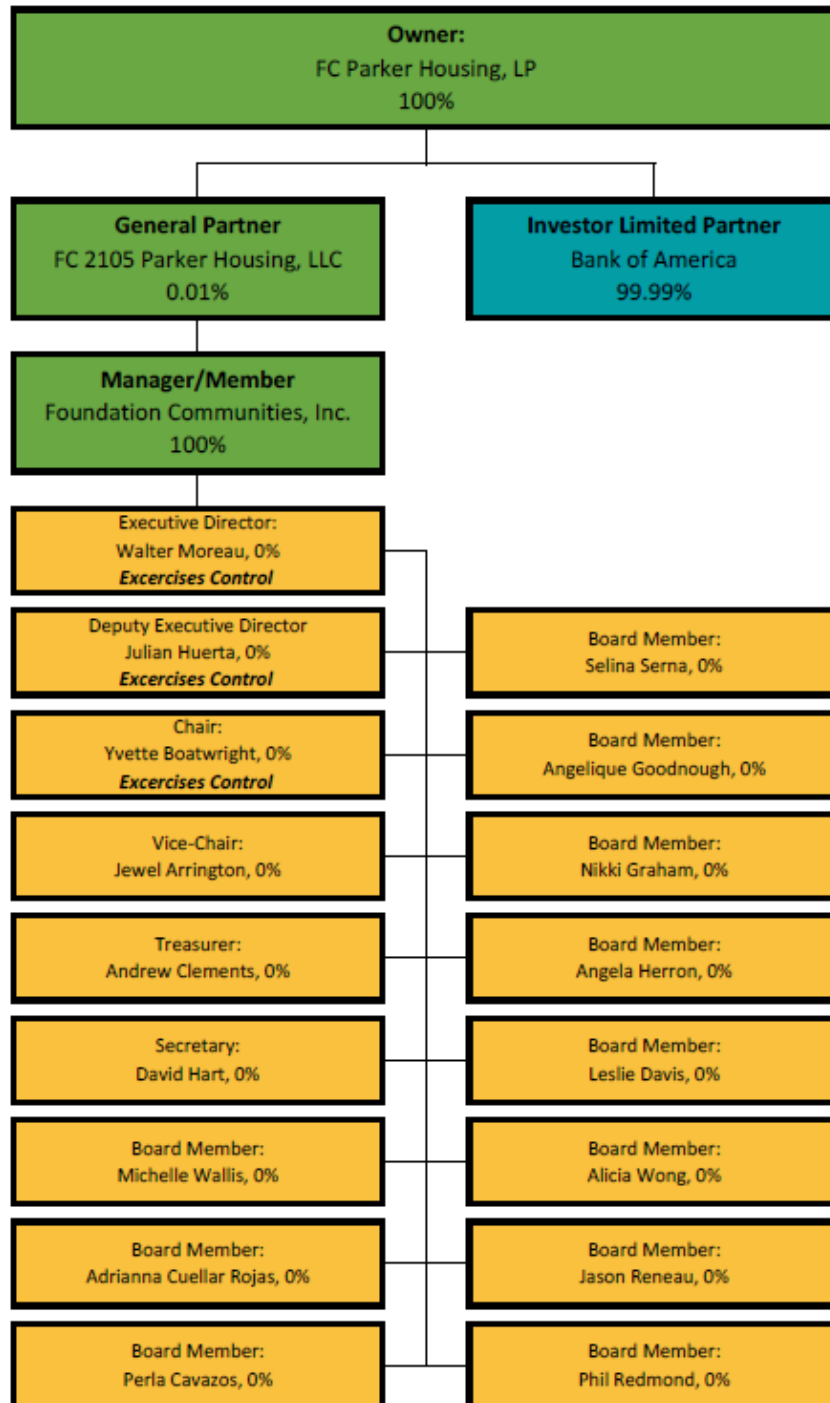 Owner:
FC Parker Housing, LP
100%
General Partner
FC 2105 Parker Housing, LLC
0.01%
Investor Limited Partner
Bank of America
99.99%
Manager/Member
Foundation Communities, Inc.
100%
Executive Director:
Walter Moreau, 0%
Excercises Control
Deputy Executive Director
Julian Huerta, 0%
Excercises Control
Board Member:
Selina Serna, 0%
Chair:
Yvette Boatwright, 0%
Excercises Control
Board Member:
Angelique Goodnough, 0%
Vice-Chair:
Jewel Arrington, 0%
Board Member:
Nikki Graham, 0%
Treasurer:
Andrew Clements, 0%
Board Member:
Angela Herron, 0%
Secretary:
David Hart, 0%
Board Member:
Leslie Davis, 0%
Board Member:
Michelle Wallis, 0%
Board Member:
Alicia Wong, 0%
Board Member:
Adrianna Cuellar Rojas, 0%
Board Member:
Jason Reneau, 0%
Board Member:
Perla Cavazos, 0%
Board Member:
Phil Redmond, 0%